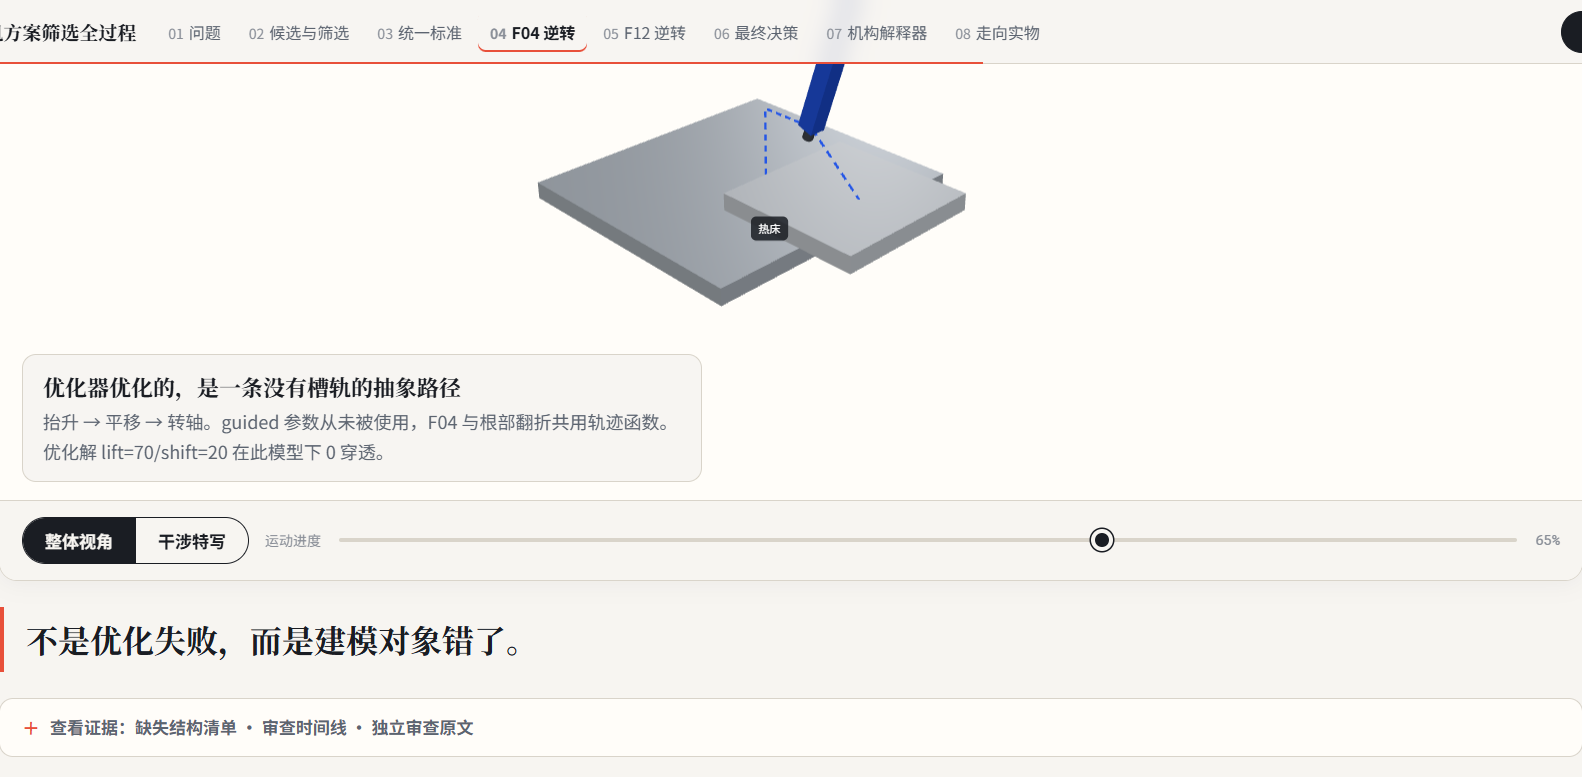 方案筛选全过程
01 问题
02 候选与筛选
03 统一标准
04 F04 逆转
05 F12 逆转
06 最终决策
07 机构解释器
08 走向实物
热床
优化器优化的，是一条没有槽轨的抽象路径
抬升 → 平移 → 转轴。guided 参数从未被使用，F04 与根部翻折共用轨迹函数。
优化解 lift=70/shift=20 在此模型下 0 穿透。
整体视角
干涉特写
运动进度
65%
不是优化失败，而是建模对象错了。
+ 查看证据：缺失结构清单 · 审查时间线 · 独立审查原文